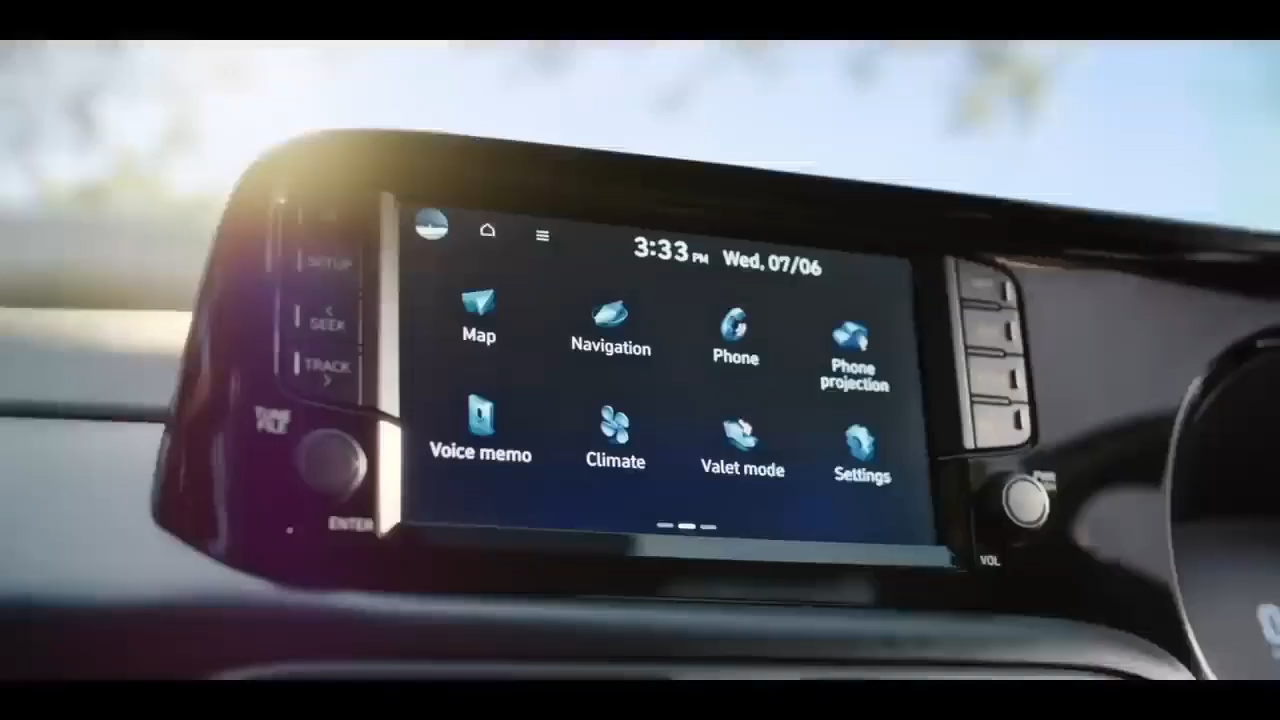 3:33 PM Wed, 07/06
SETUP
< SEEK
TRACK >
TUNE
FILE
ENTER
Map
Navigation
Phone
Phone
projection
Voice memo
Climate
Valet mode
Settings
VOL